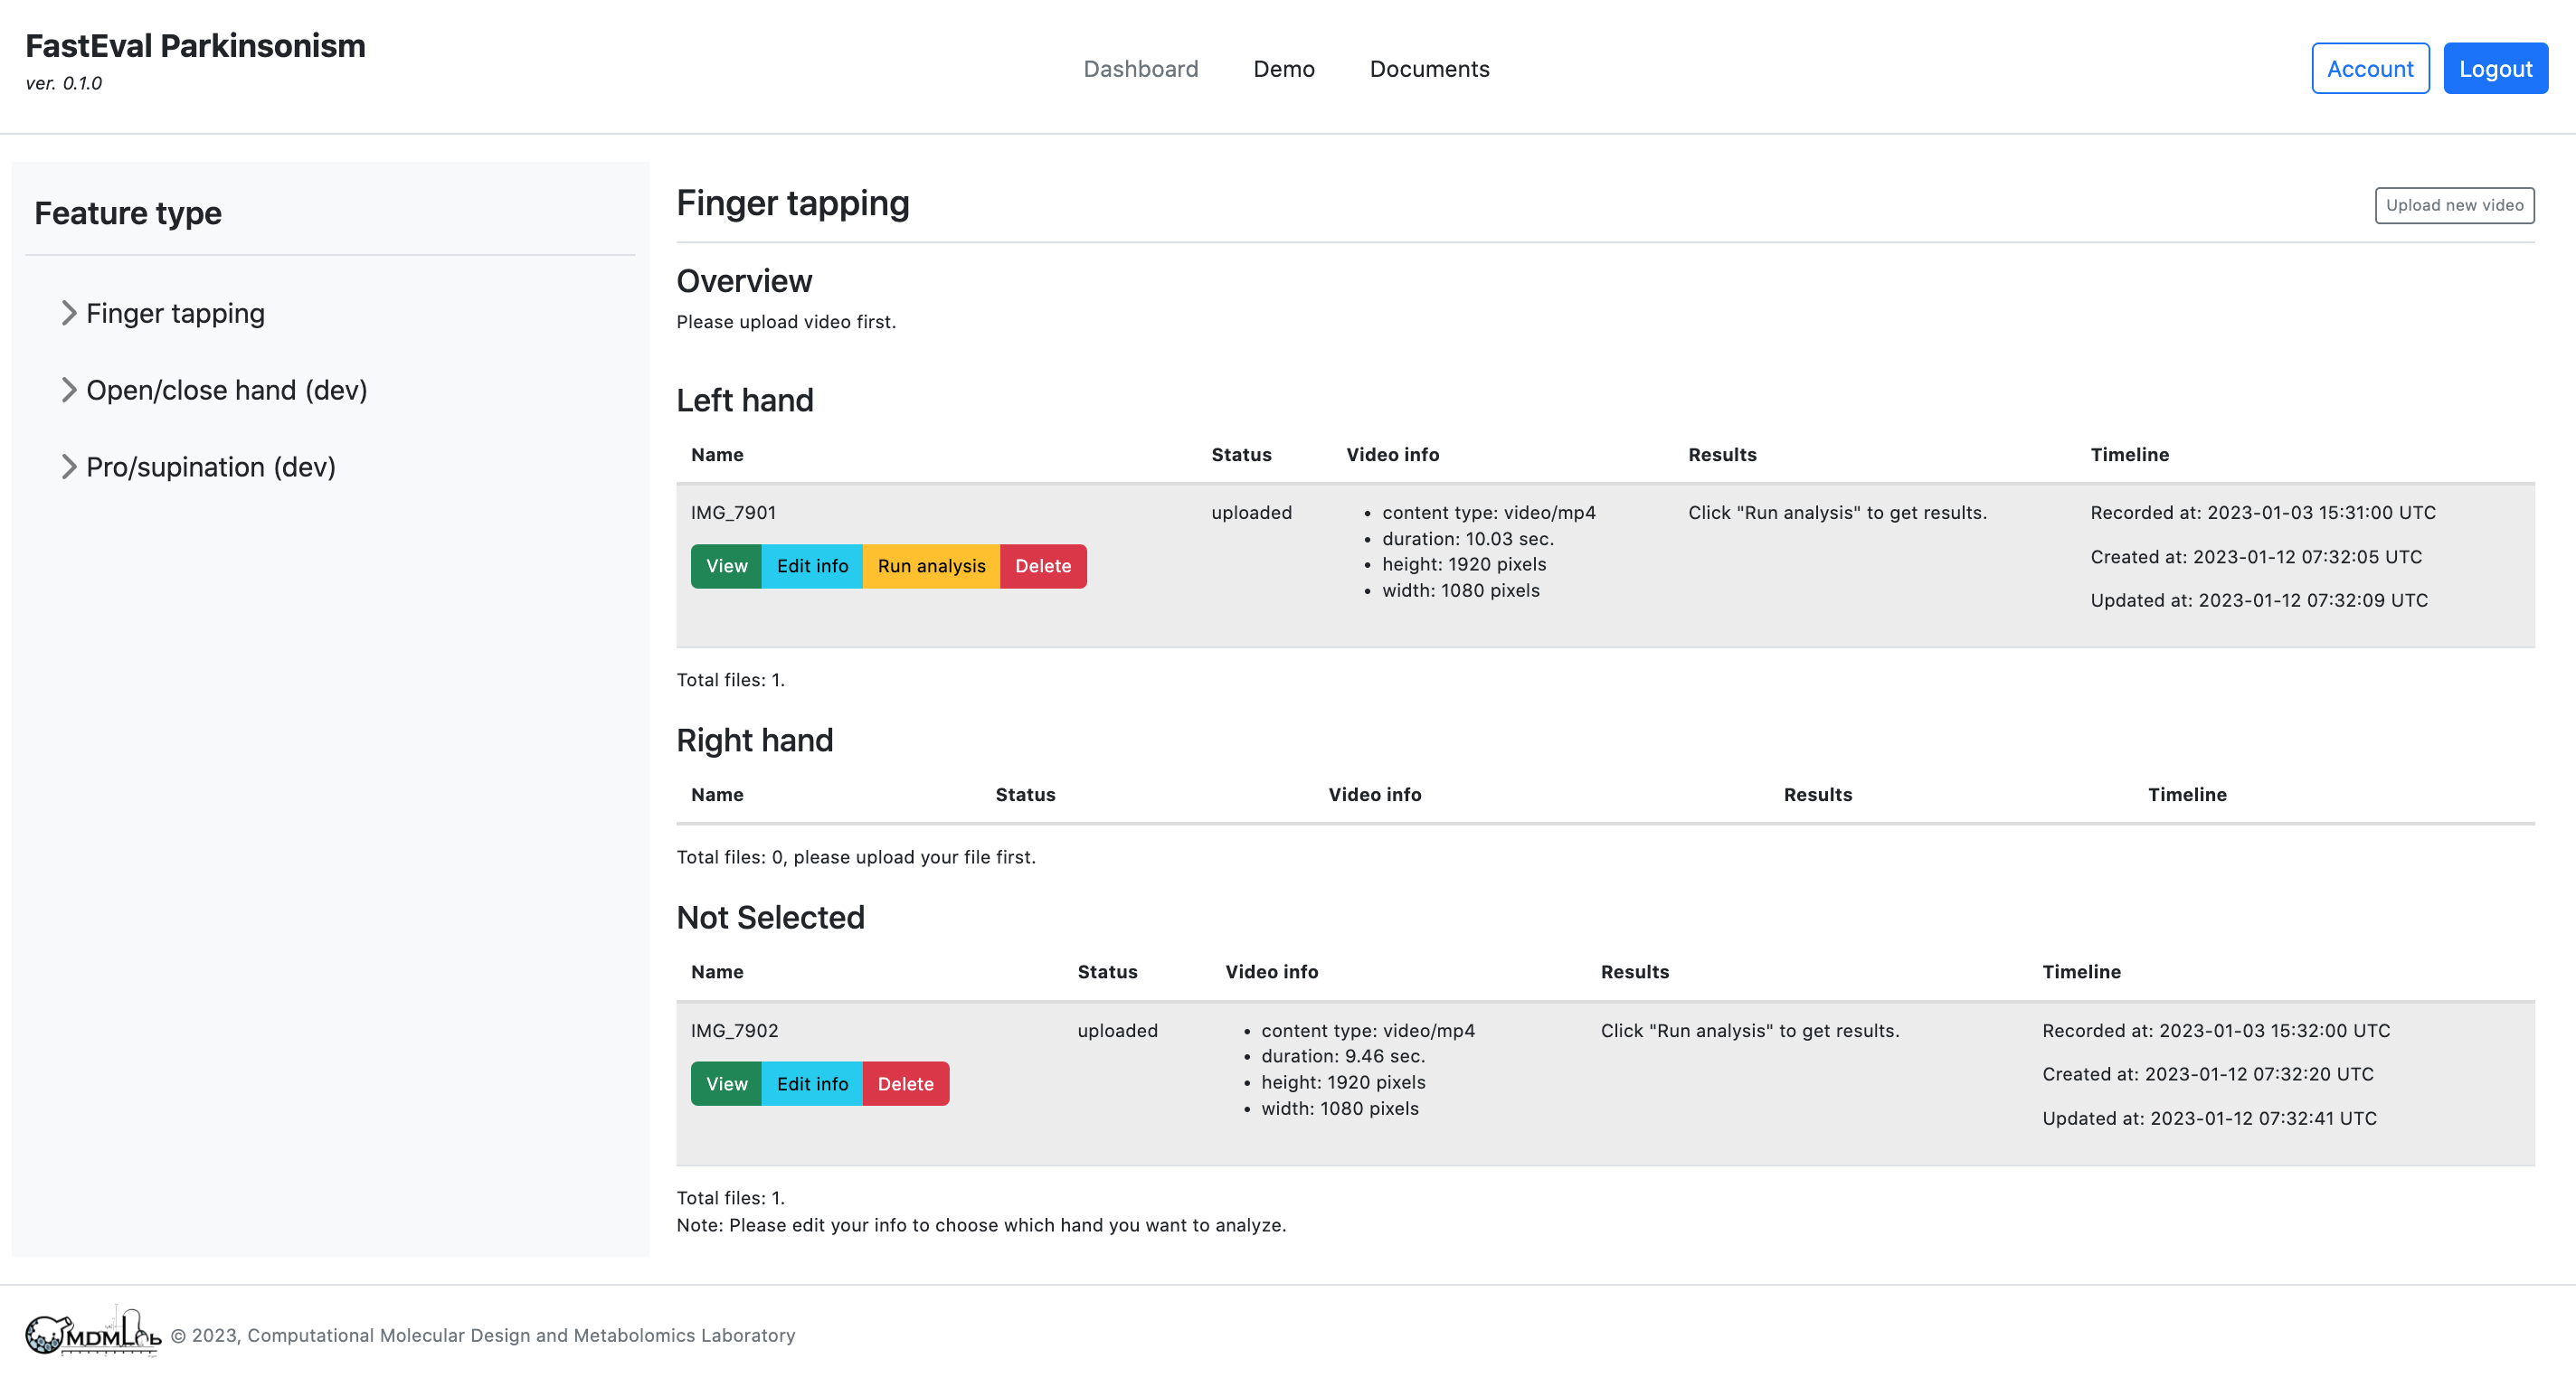 FastEval Parkinsonism
ver. 0.1.0
Dashboard Demo Documents
Account Logout
Feature type
Finger tapping
Open/close hand (dev)
Pro/supination (dev)
Finger tapping
Upload new video
Overview
Please upload video first.
Left hand
Name Status Video info Results Timeline
IMG_7901 uploaded • content type: video/mp4 Click "Run analysis" to get results. Recorded at: 2023-01-03 15:31:00 UTC
• duration: 10.03 sec.
View Edit info Run analysis Delete • height: 1920 pixels Created at: 2023-01-12 07:32:05 UTC
• width: 1080 pixels Updated at: 2023-01-12 07:32:09 UTC
Total files: 1.
Right hand
Name Status Video info Results Timeline
Total files: 0, please upload your file first.
Not Selected
Name Status Video info Results Timeline
IMG_7902 uploaded • content type: video/mp4 Click "Run analysis" to get results. Recorded at: 2023-01-03 15:32:00 UTC
• duration: 9.46 sec.
View Edit info Delete • height: 1920 pixels Created at: 2023-01-12 07:32:20 UTC
• width: 1080 pixels Updated at: 2023-01-12 07:32:41 UTC
Total files: 1.
Note: Please edit your info to choose which hand you want to analyze.
CMDMLab © 2023, Computational Molecular Design and Metabolomics Laboratory